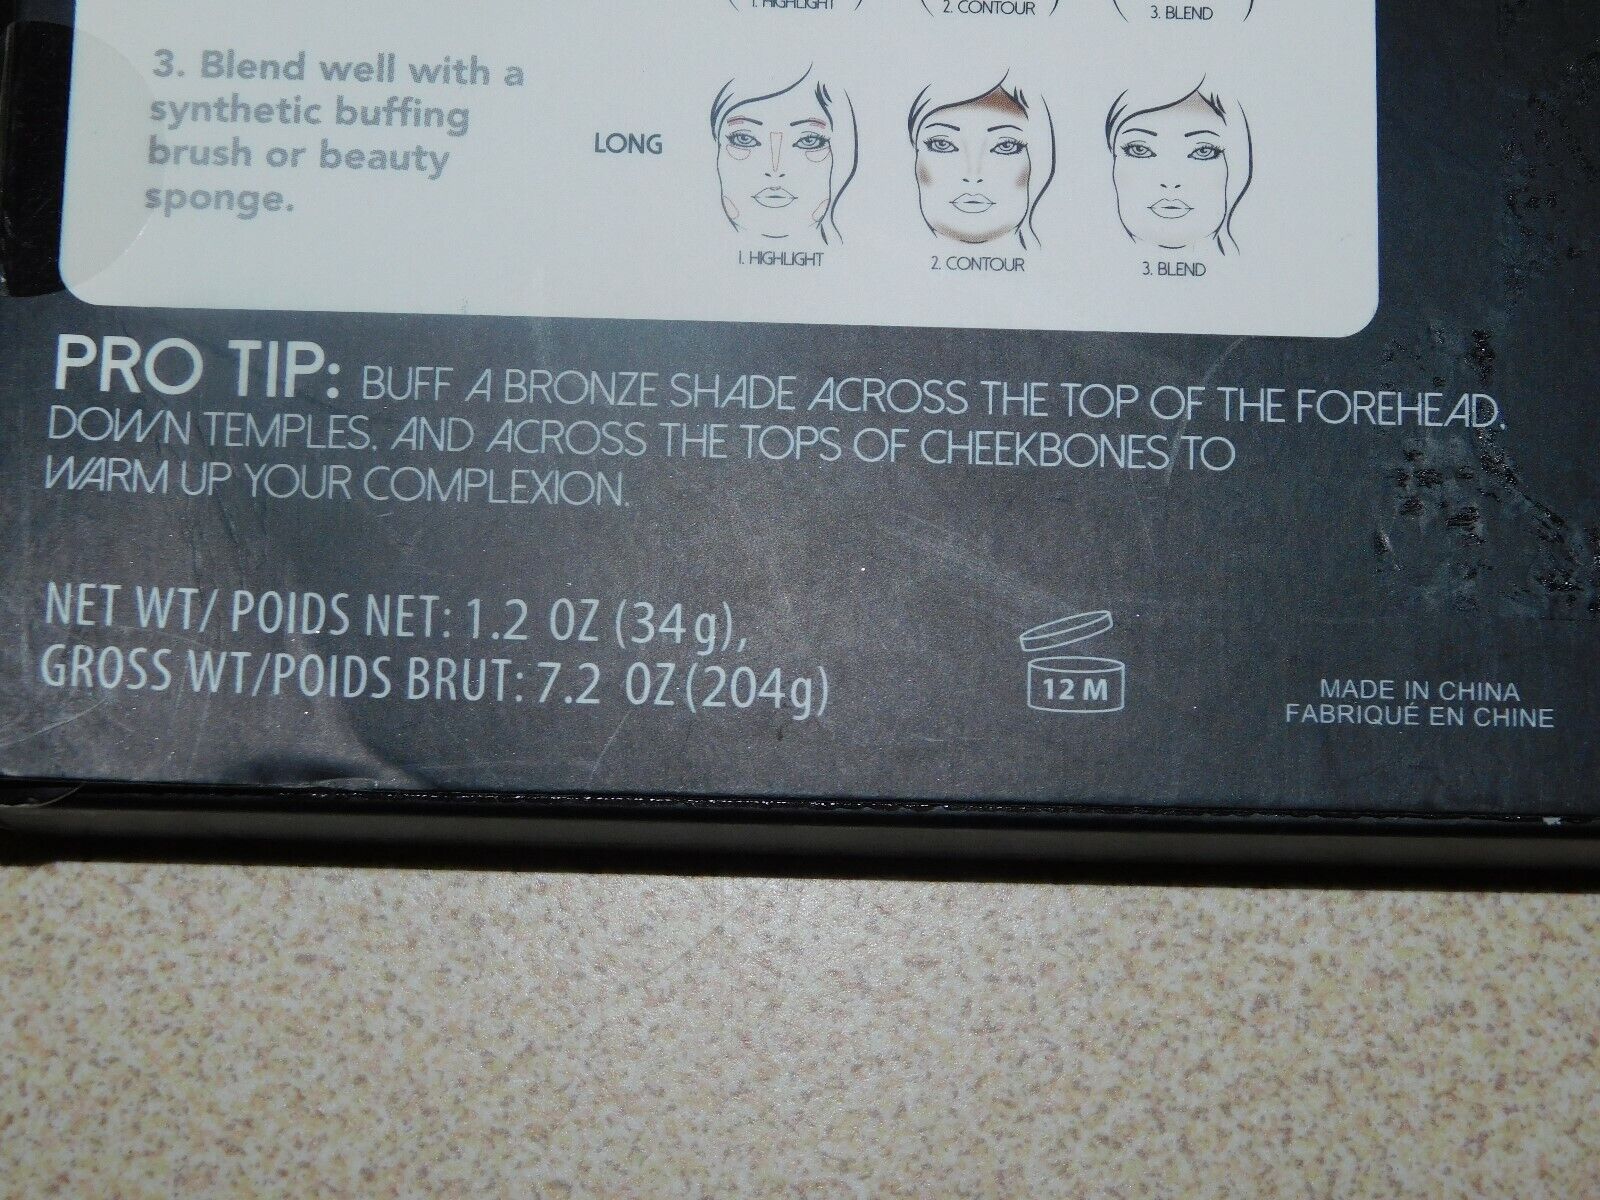 1. HIGHLIGHT 2. CONTOUR 3. BLEND
3. Blend well with a
synthetic buffing
brush or beauty
sponge.
LONG
1. HIGHLIGHT 2. CONTOUR 3. BLEND
PRO TIP: BUFF A BRONZE SHADE ACROSS THE TOP OF THE FOREHEAD,
DOWN TEMPLES, AND ACROSS THE TOPS OF CHEEKBONES TO
WARM UP YOUR COMPLEXION.
NET WT/ POIDS NET: 1.2 OZ (34g),
GROSS WT/POIDS BRUT: 7.2 OZ (204g)
12 M
MADE IN CHINA
FABRIQUÉ EN CHINE